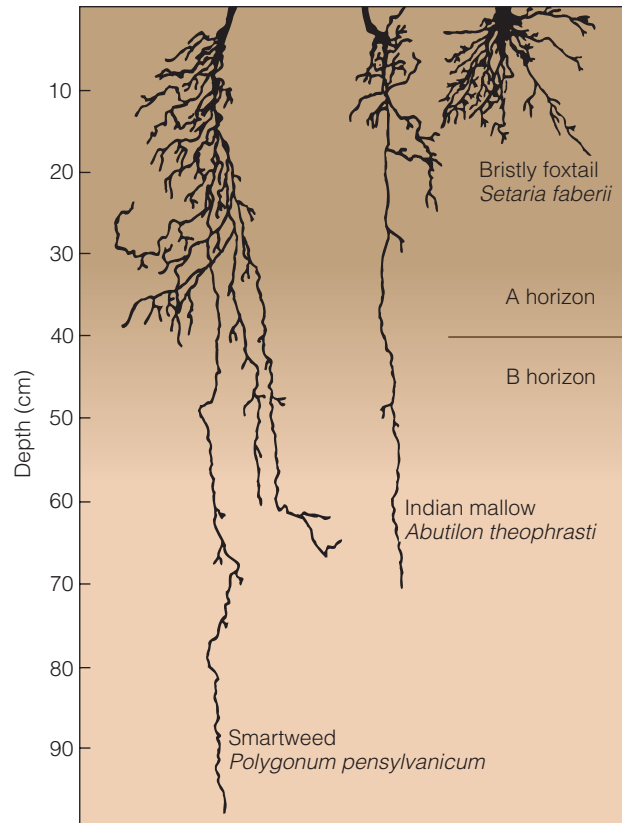 10
20
30
40
50
60
70
80
90
Depth (cm)
Bristly foxtail
Setaria faberii
A horizon
B horizon
Indian mallow
Abutilon theophrasti
Smartweed
Polygonum pensylvanicum